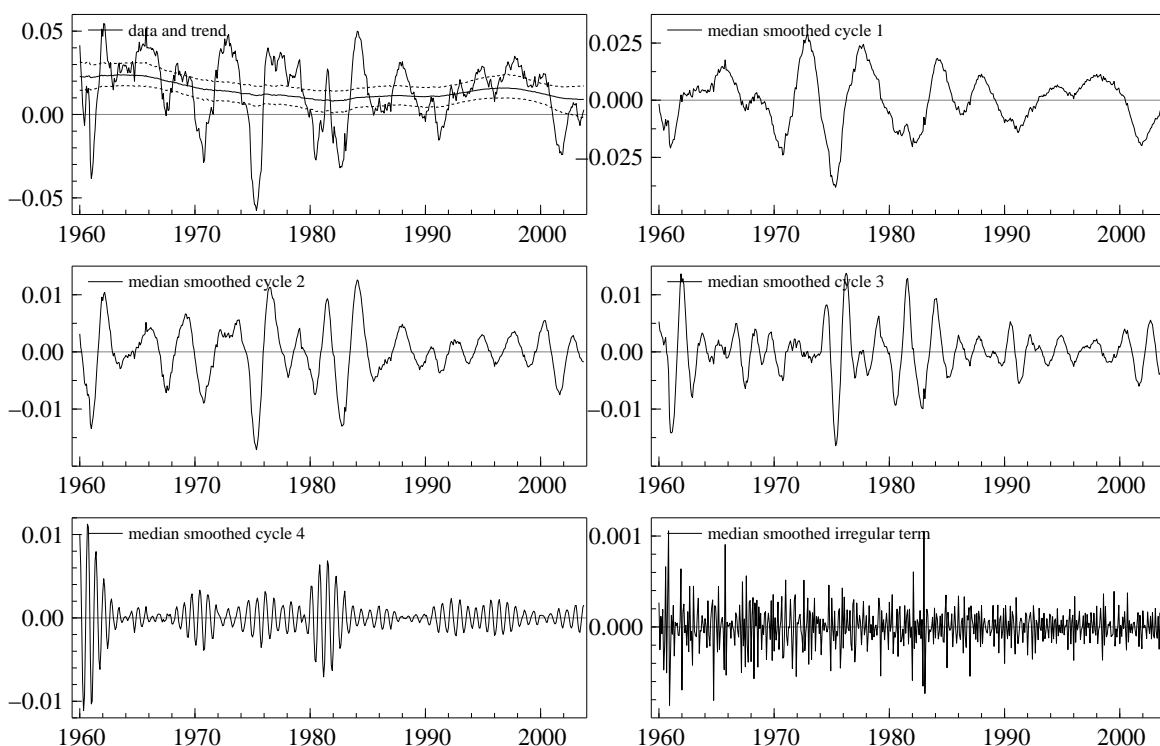 data and trend
0.05
0.00
−0.05
1960 1970 1980 1990 2000
median smoothed cycle 1
0.025
0.000
−0.025
1960 1970 1980 1990 2000
median smoothed cycle 2
0.01
0.00
−0.01
1960 1970 1980 1990 2000
median smoothed cycle 3
0.01
0.00
−0.01
1960 1970 1980 1990 2000
median smoothed cycle 4
0.01
0.00
−0.01
1960 1970 1980 1990 2000
median smoothed irregular term
0.001
0.000
1960 1970 1980 1990 2000